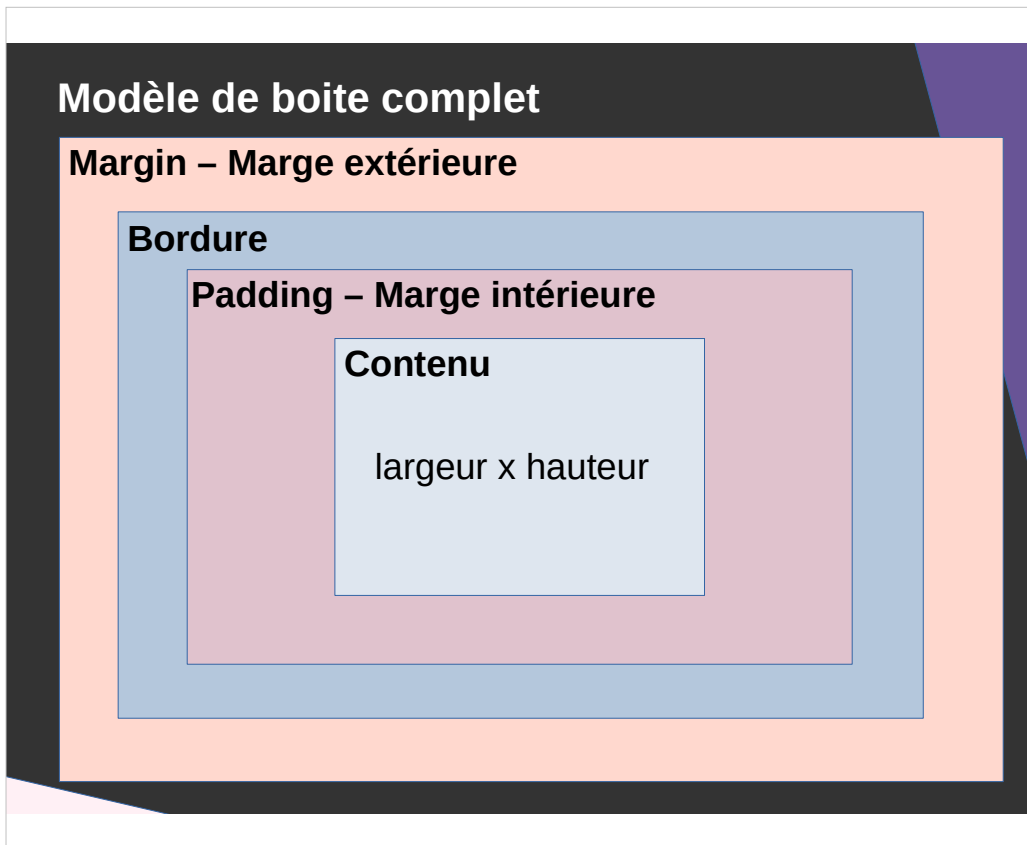 Modèle de boite complet
Margin – Marge extérieure
Bordure
Padding – Marge intérieure
Contenu
largeur x hauteur